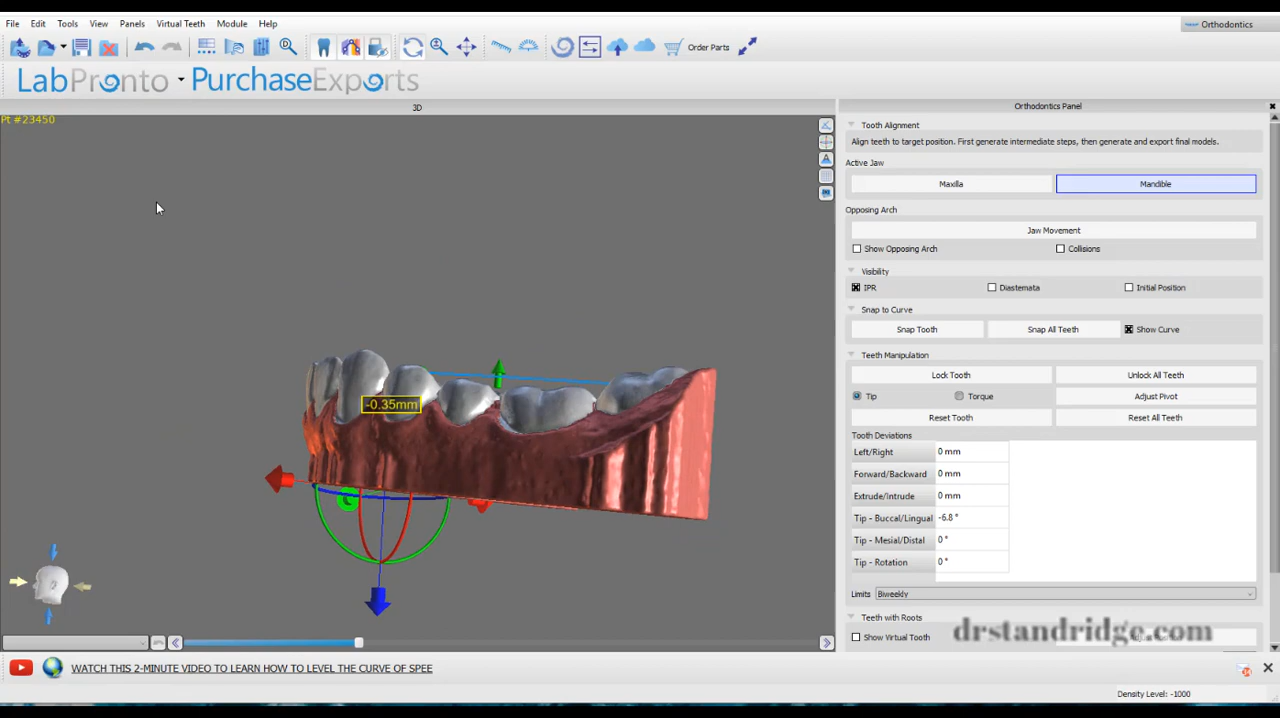 File Edit Tools View Panels Virtual Teeth Module Help
Orthodontics
Order Parts
LabPronto PurchaseExports
3D
Orthodontics Panel
Pt #23450
Tooth Alignment
Align teeth to target position. First generate intermediate steps, then generate and export final models.
Active Jaw
Maxilla Mandible
Opposing Arch
Jaw Movement
Show Opposing Arch Collisions
Visibility
IPR Diastemata Initial Position
Snap to Curve
Snap Tooth Snap All Teeth Show Curve
Teeth Manipulation
Lock Tooth Unlock All Teeth
Tip Torque Adjust Pivot
Reset Tooth Reset All Teeth
Tooth Deviations
Left/Right 0 mm
Forward/Backward 0 mm
Extrude/Intrude 0 mm
Tip - Buccal/Lingual -6.8 °
Tip - Mesial/Distal 0 °
Tip - Rotation 0 °
Limits Biweekly
Teeth with Roots
Show Virtual Tooth
-0.35mm
drstandridge.com
WATCH THIS 2-MINUTE VIDEO TO LEARN HOW TO LEVEL THE CURVE OF SPEE
Density Level: -1000